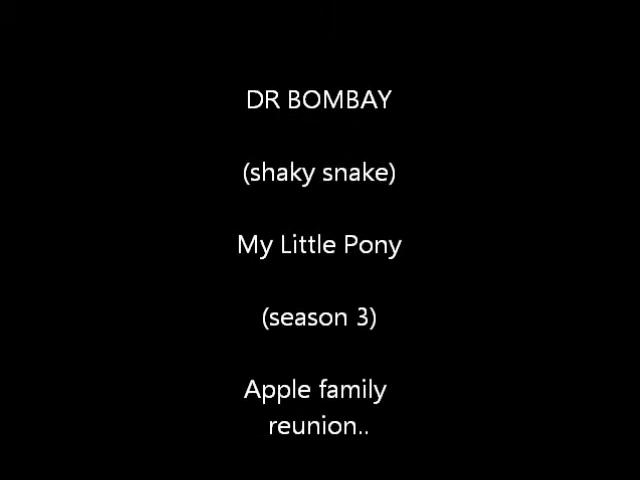 DR BOMBAY
(shaky snake)
My Little Pony
(season 3)
Apple family
reunion..